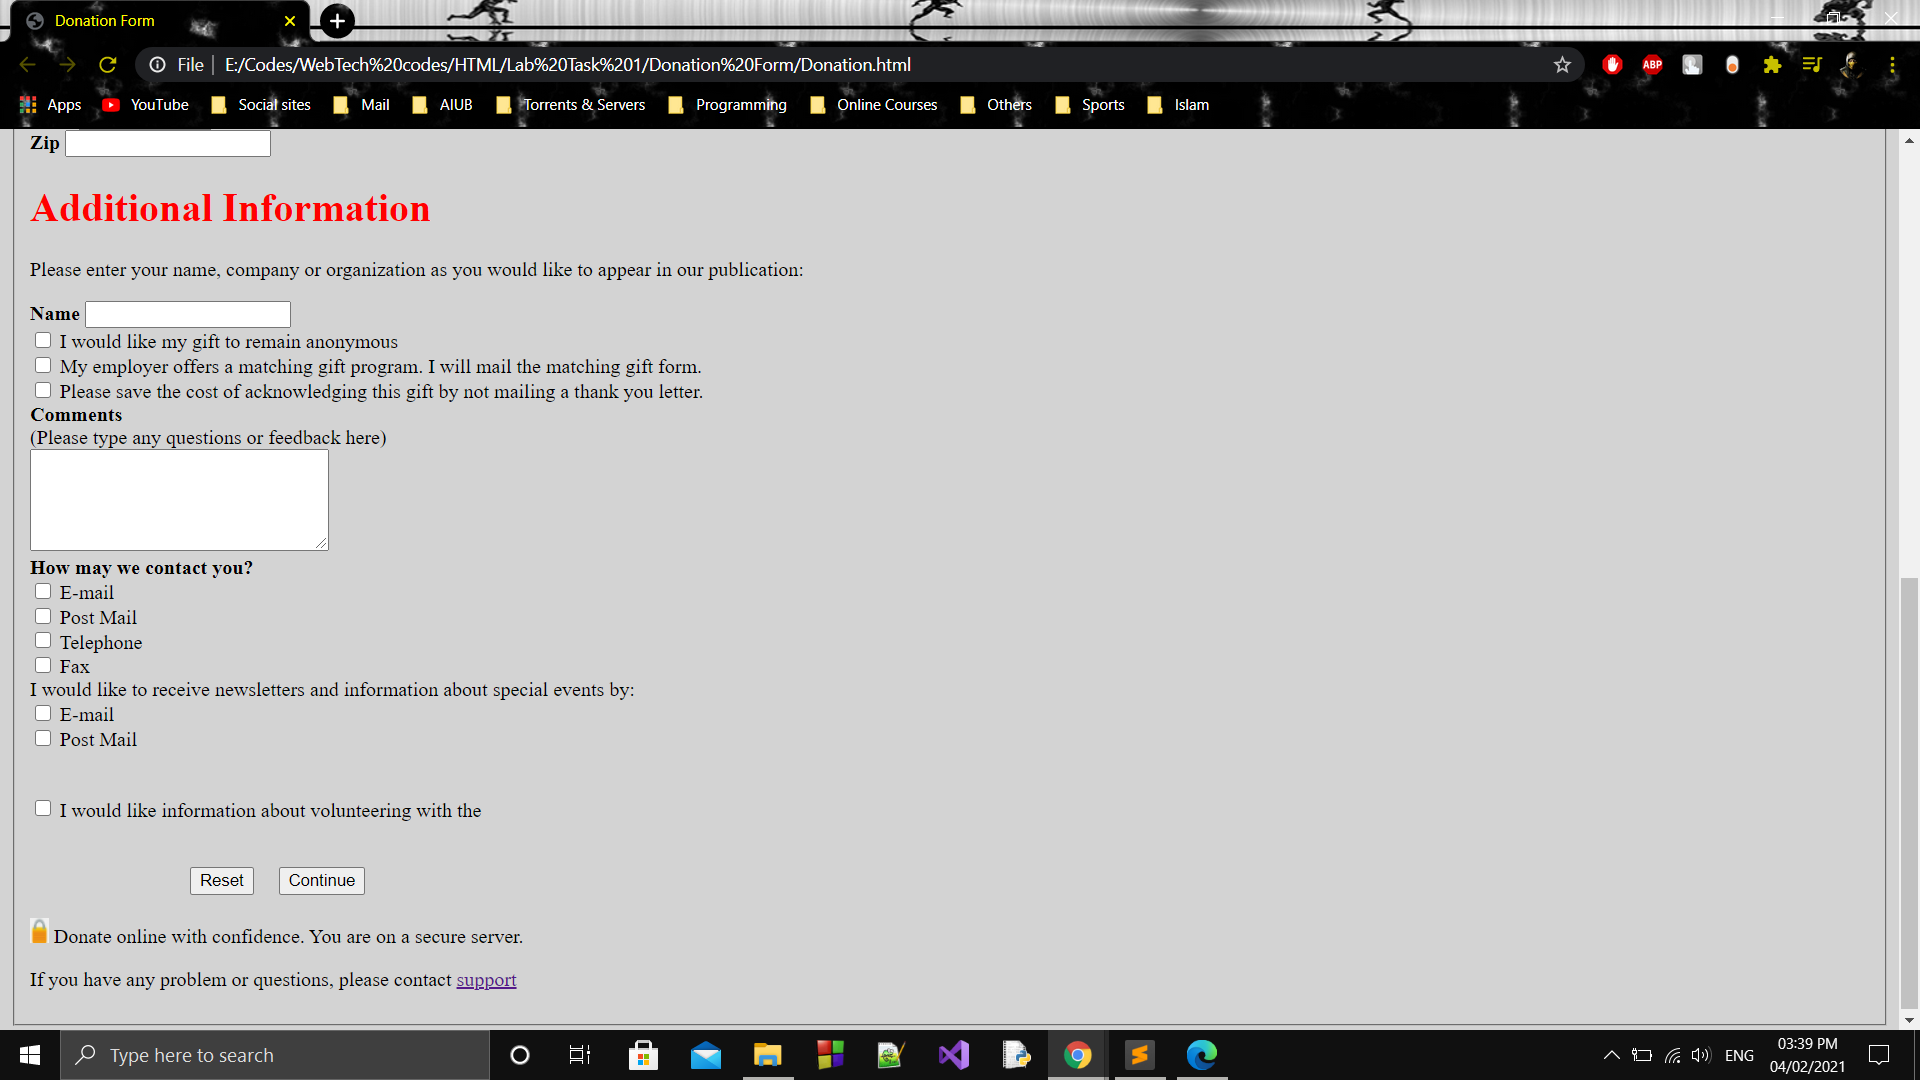 Donation Form
File | E:/Codes/WebTech%20codes/HTML/Lab%20Task%201/Donation%20Form/Donation.html
ABP
Apps YouTube Social sites Mail AIUB Torrents & Servers Programming Online Courses Others Sports Islam
Zip
Additional Information
Please enter your name, company or organization as you would like to appear in our publication:
Name
I would like my gift to remain anonymous
My employer offers a matching gift program. I will mail the matching gift form.
Please save the cost of acknowledging this gift by not mailing a thank you letter.
Comments
(Please type any questions or feedback here)
How may we contact you?
E-mail
Post Mail
Telephone
Fax
I would like to receive newsletters and information about special events by:
E-mail
Post Mail
I would like information about volunteering with the
Reset Continue
Donate online with confidence. You are on a secure server.
If you have any problem or questions, please contact support
Type here to search
ENG
03:39 PM
04/02/2021